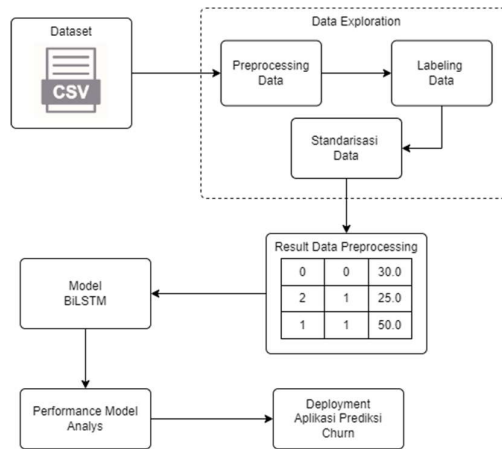 Dataset
CSV
Data Exploration
Preprocessing
Data
Labeling
Data
Standarisasi
Data
Result Data Preprocessing
0 0 30.0
2 1 25.0
1 1 50.0
Model
BiLSTM
Performance Model
Analys
Deployment
Aplikasi Prediksi
Churn